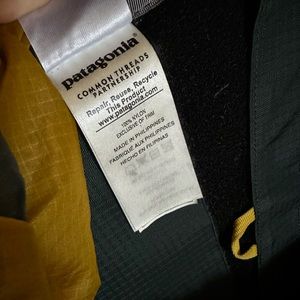 patagonia®
COMMON THREADS
PARTNERSHIP
Repair, Reuse, Recycle
This Product
www.patagonia.com
100% NYLON
EXCLUSIVE OF TRIM
MADE IN PHILIPPINES
FABRIQUE AUX PHILIPPINES
HECHO EN FILIPINAS